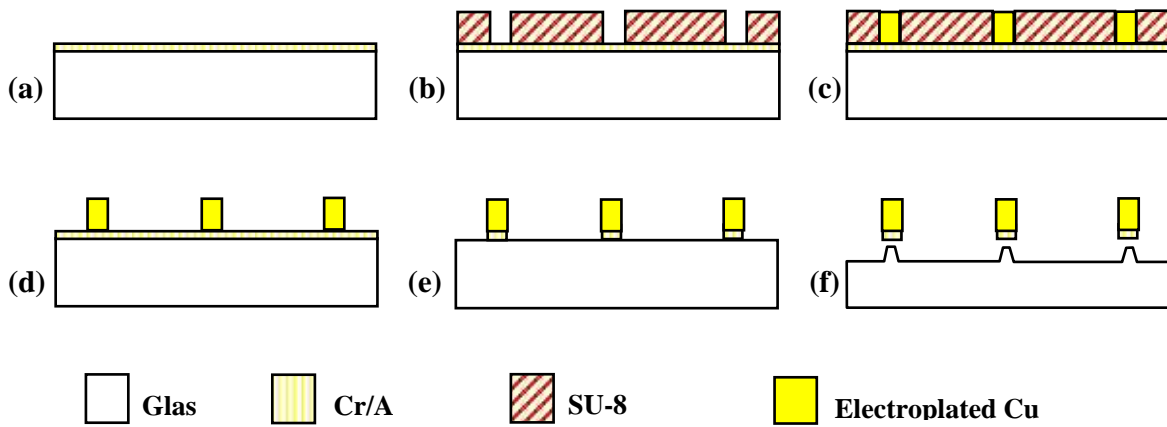 (a)
(b)
(c)
(d)
(e)
(f)
Glas
Cr/A
SU-8
Electroplated Cu